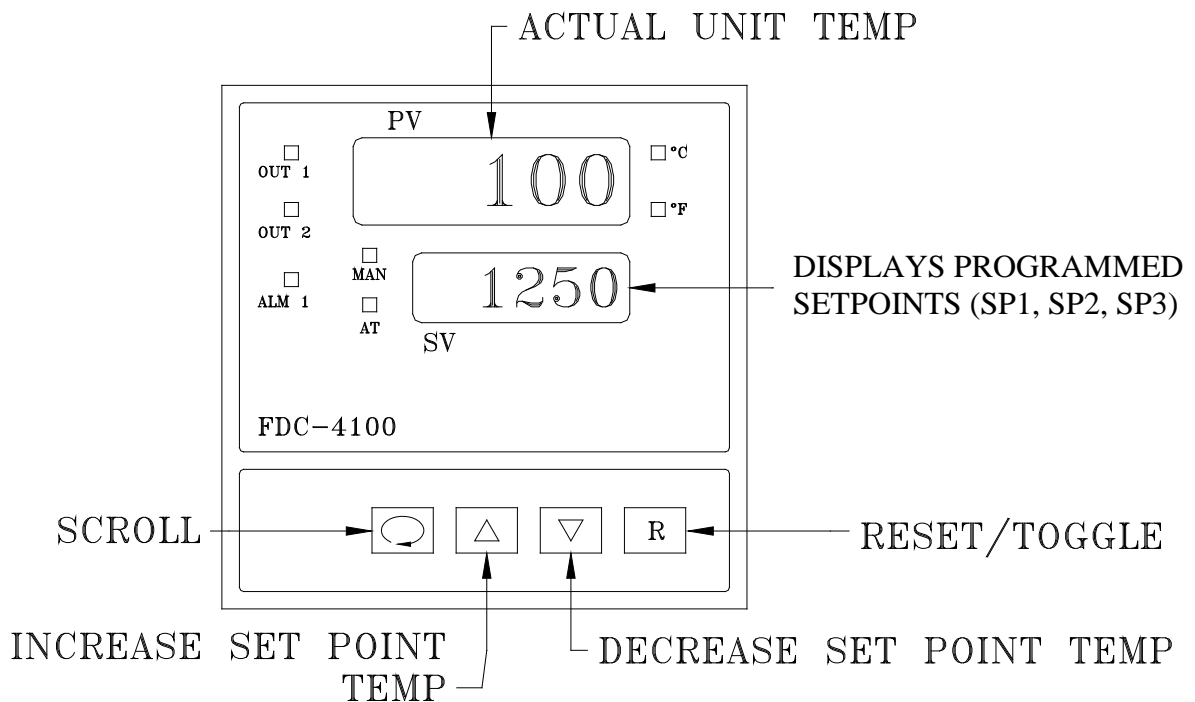 ACTUAL UNIT TEMP
PV
100
°C
°F
OUT 1
OUT 2
ALM 1
MAN
AT
1250
SV
DISPLAYS PROGRAMMED
SETPOINTS (SP1, SP2, SP3)
FDC-4100
SCROLL
R
RESET/TOGGLE
INCREASE SET POINT
TEMP
DECREASE SET POINT TEMP